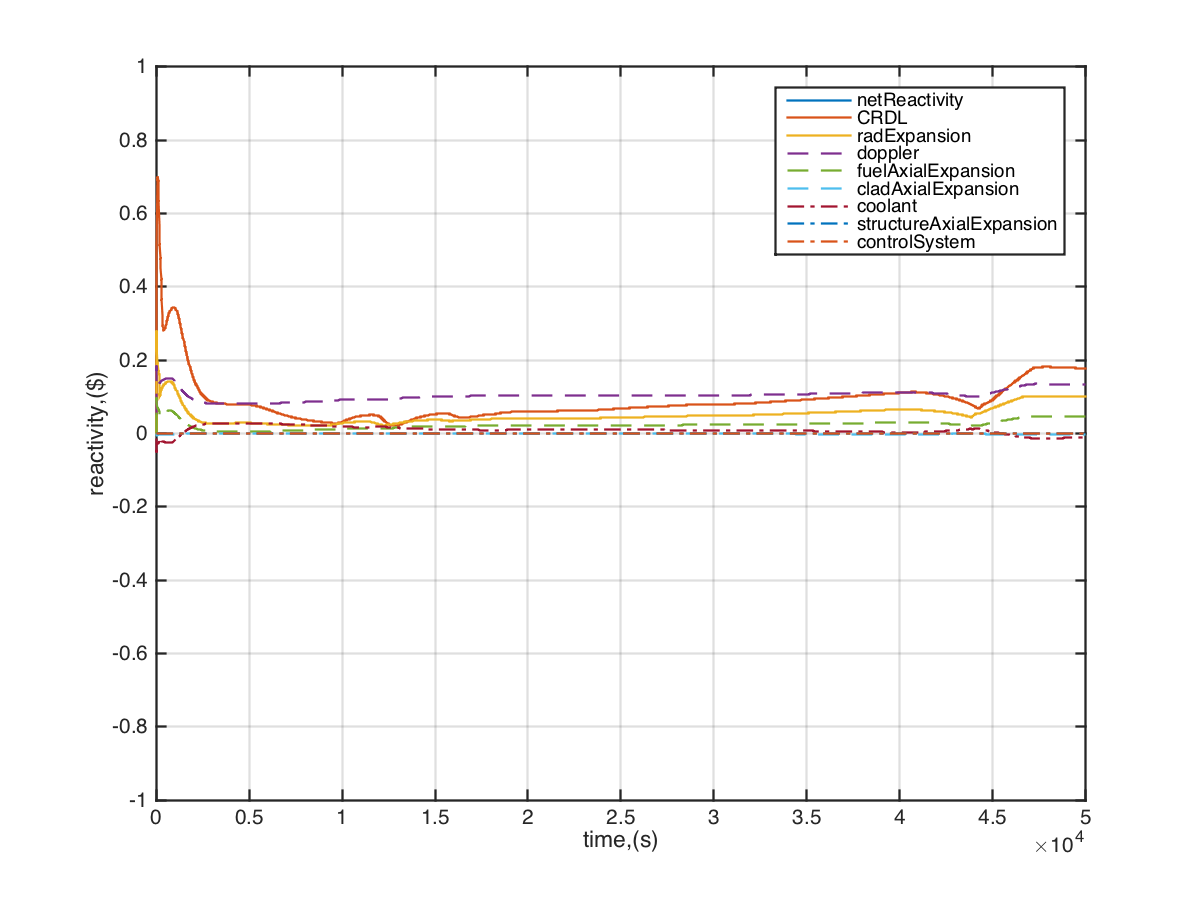 1
0.8
0.6
0.4
0.2
0
-0.2
-0.4
-0.6
-0.8
-1
reactivity,($)
netReactivity
CRDL
radExpansion
doppler
fuelAxialExpansion
cladAxialExpansion
coolant
structureAxialExpansion
controlSystem
0 0.5 1 1.5 2 2.5 3 3.5 4 4.5 5
time,(s)
×10⁴